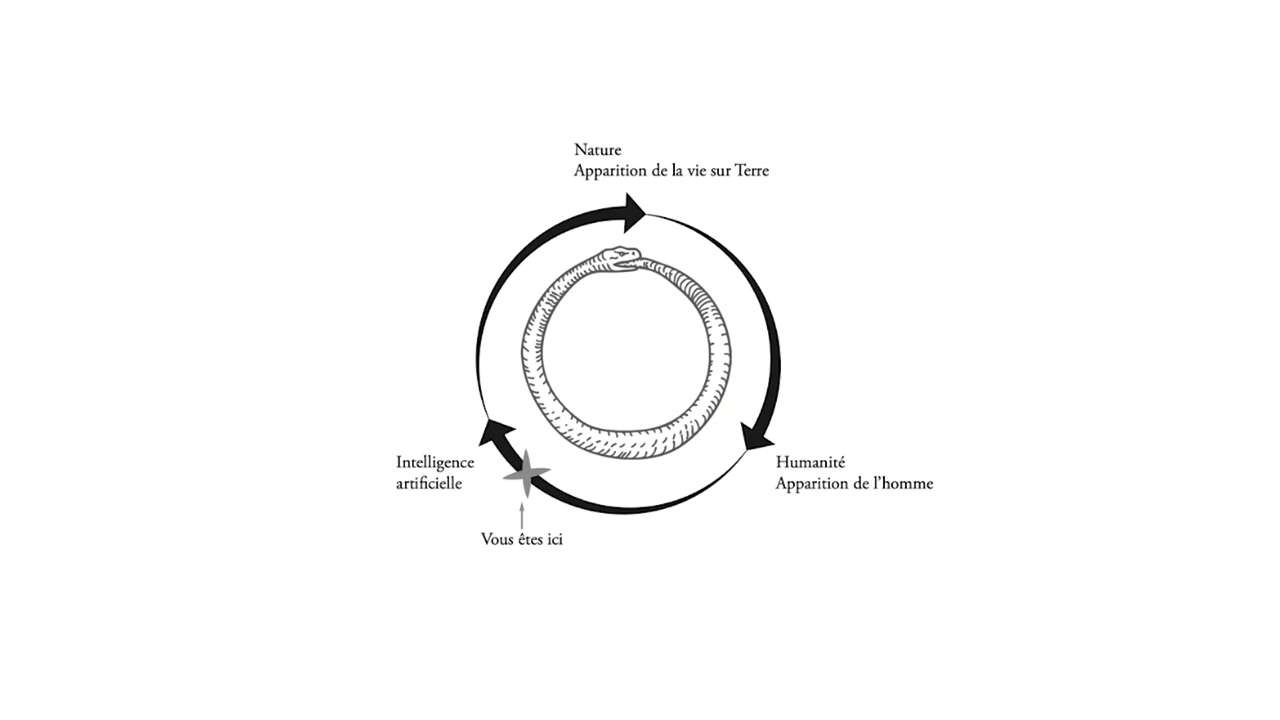 Nature
Apparition de la vie sur Terre
Intelligence
artificielle
Humanité
Apparition de l’homme
Vous êtes ici